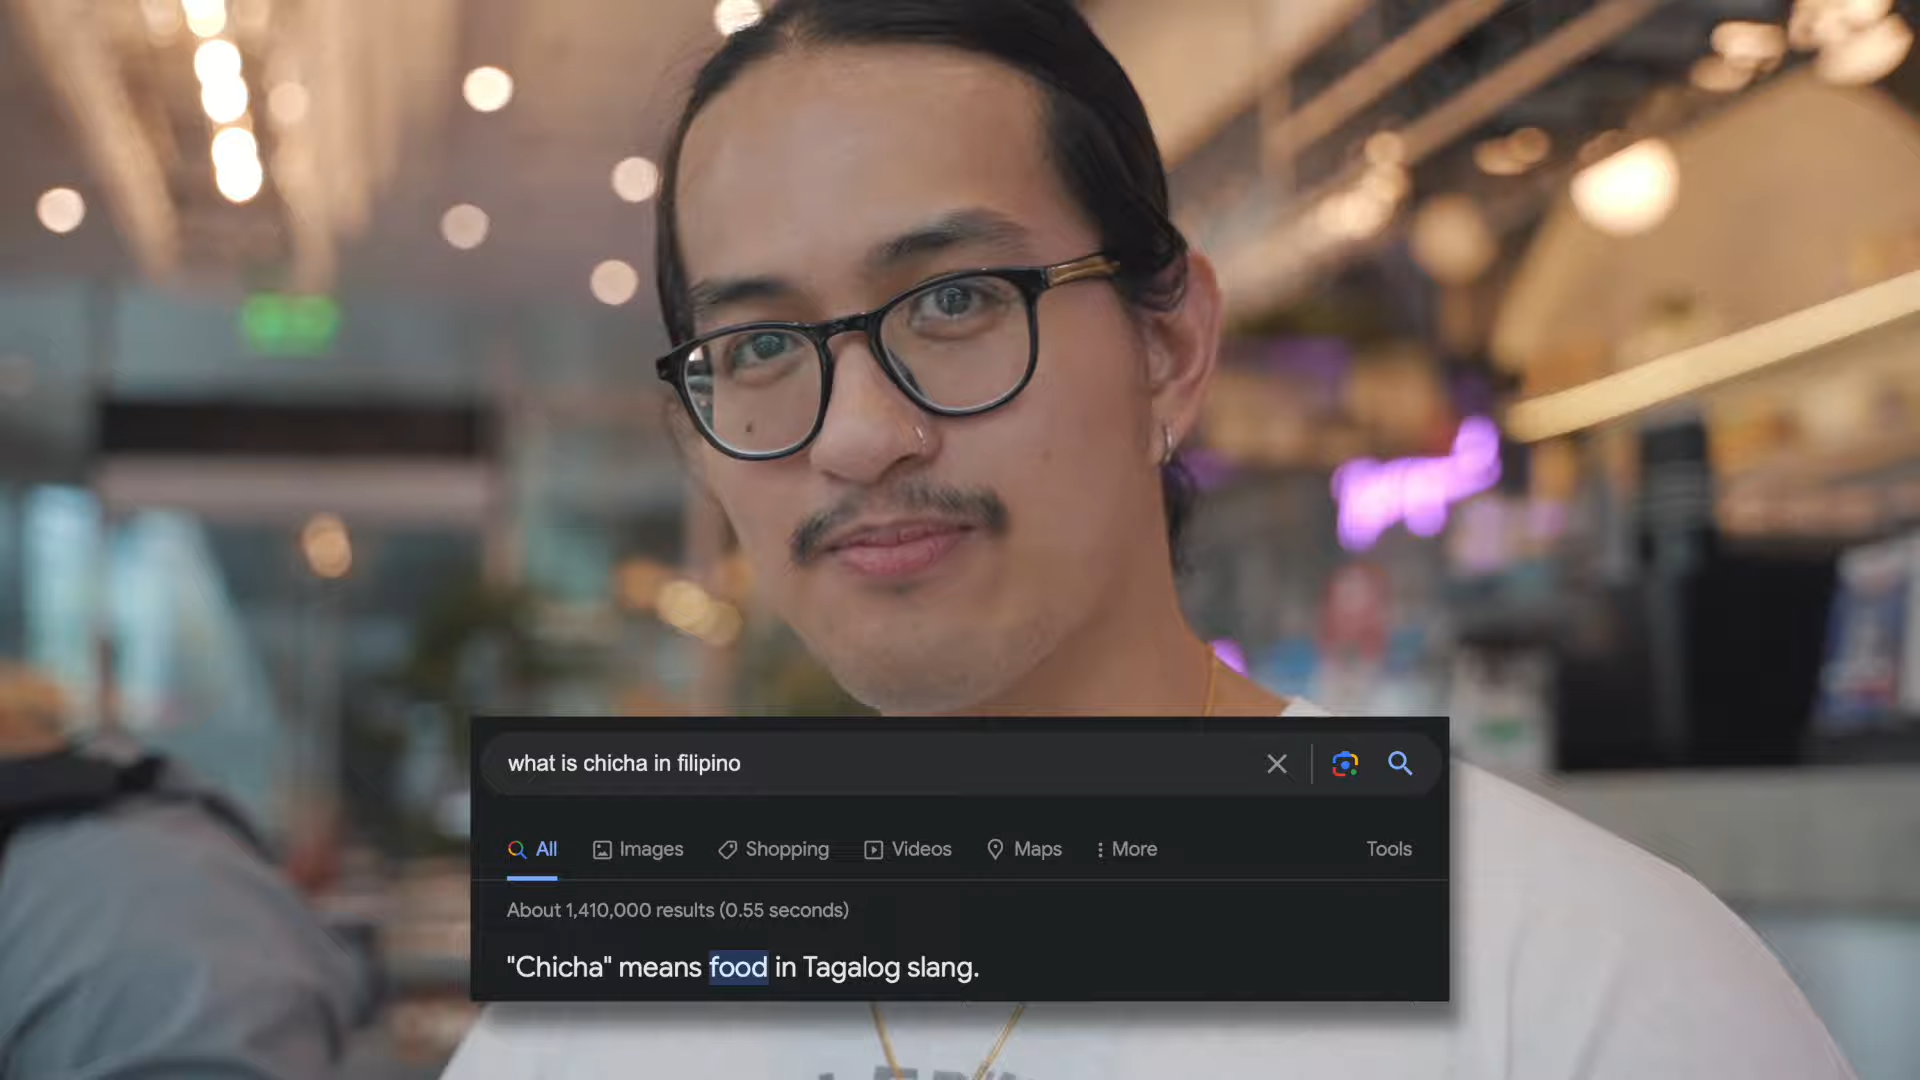 what is chicha in filipino
All Images Shopping Videos Maps More Tools
About 1,410,000 results (0.55 seconds)
"Chicha" means food in Tagalog slang.